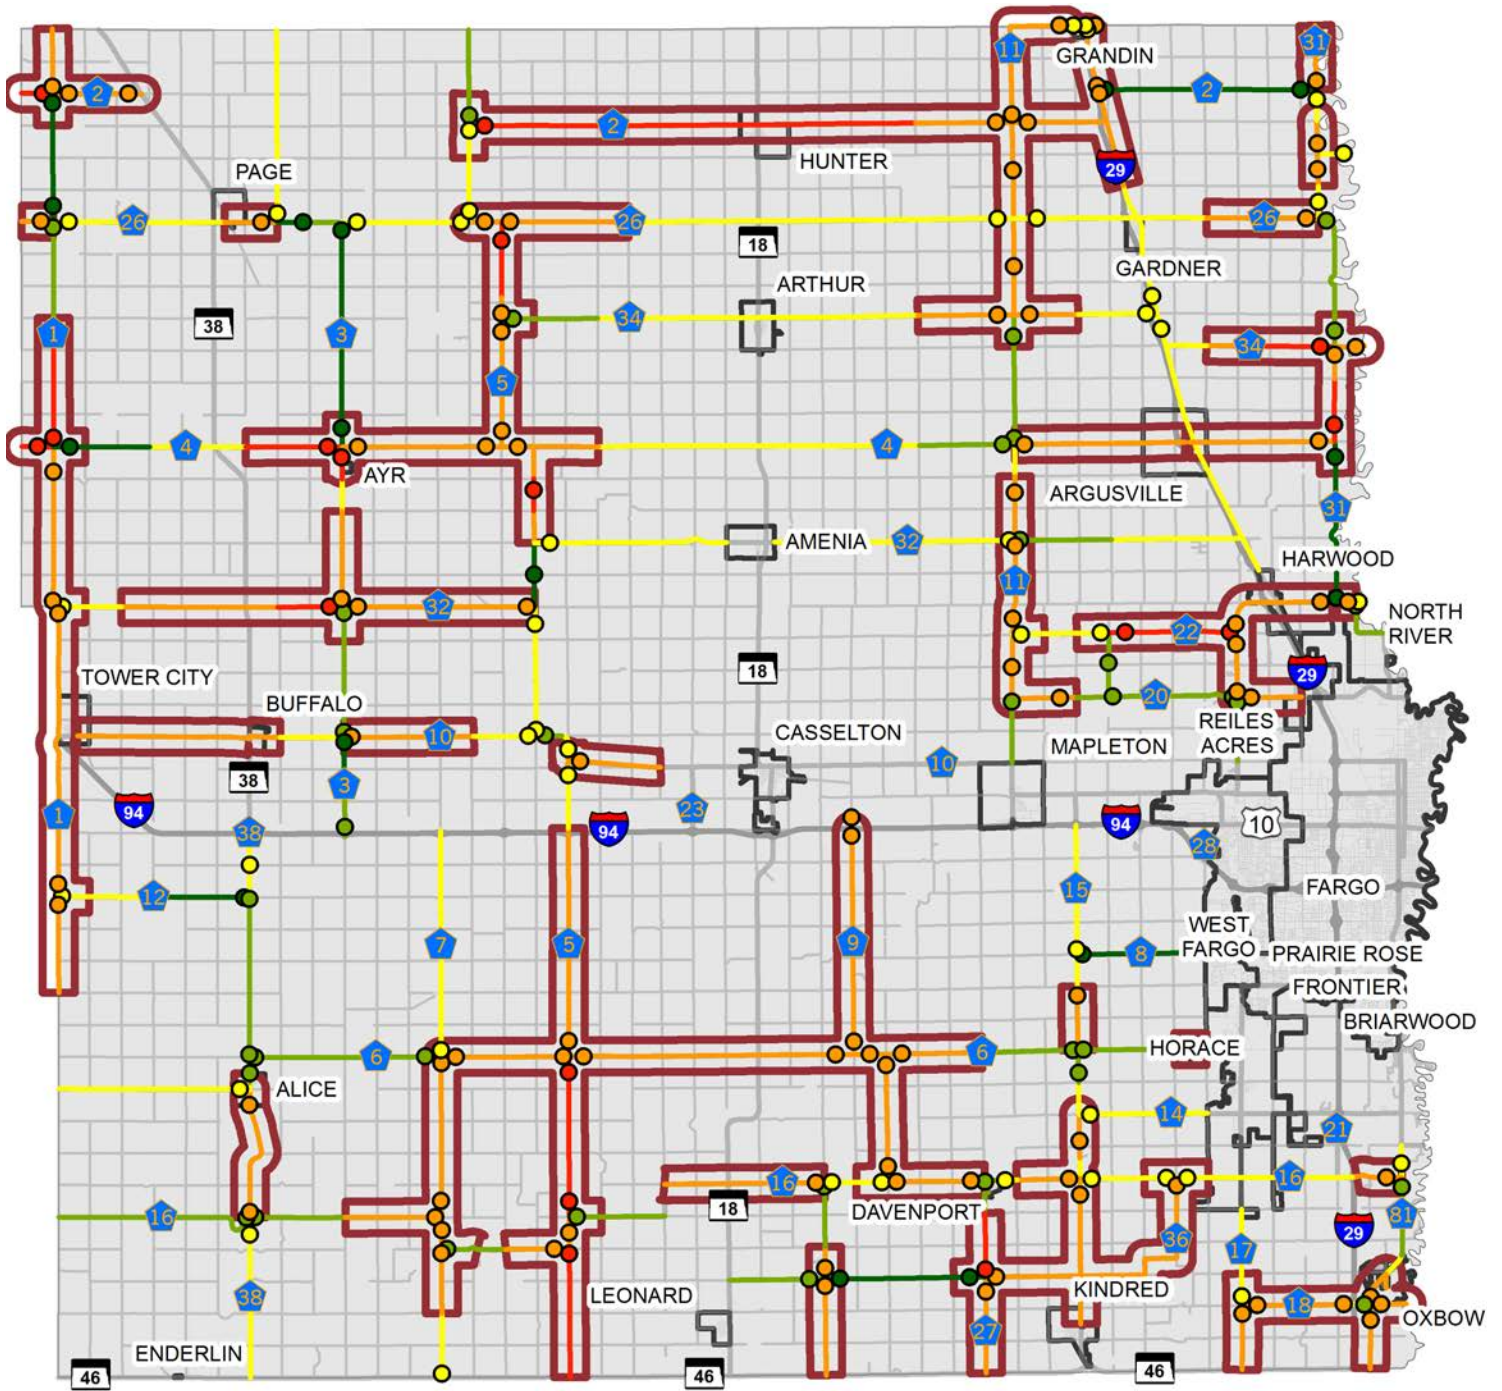 11
31
GRANDIN
2
2
2
HUNTER
29
PAGE
26
26
26
18
GARDNER
ARTHUR
38
34
1
3
34
5
4
4
AYR
ARGUSVILLE
31
AMENIA
32
HARWOOD
11
32
NORTH
RIVER
22
18
29
TOWER CITY
20
BUFFALO
REILES
ACRES
CASSELTON
10
MAPLETON
10
38
3
23
94
1
38
94
94
10
28
FARGO
12
15
7
5
9
WEST
FARGO
8
PRAIRIE ROSE
FRONTIER
BRIARWOOD
6
6
HORACE
ALICE
14
21
16
16
16
18
DAVENPORT
81
36
17
29
38
LEONARD
KINDRED
18
OXBOW
27
ENDERLIN
46
46
46